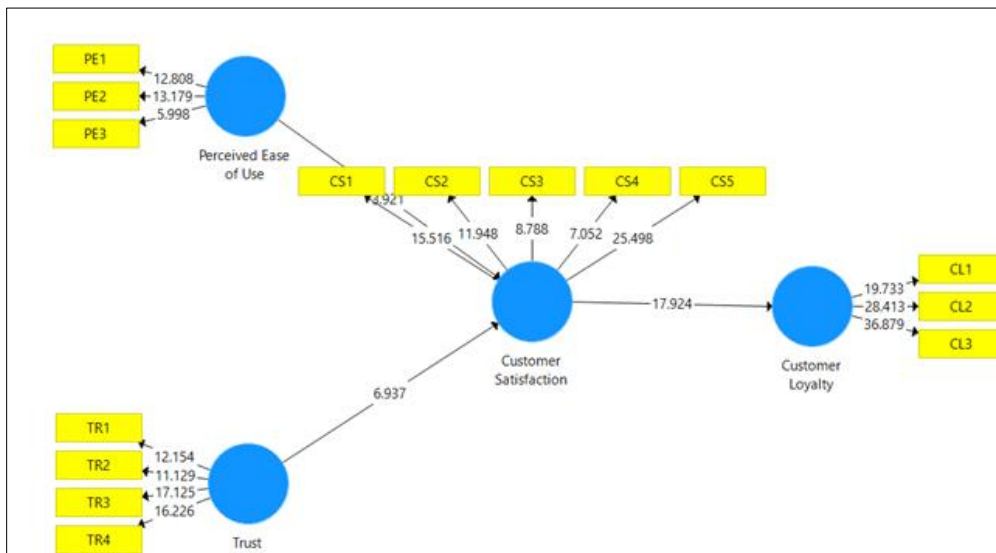 PE1
12.808
PE2
13.179
PE3
5.998
Perceived Ease
of Use
CS1
CS2
CS3
CS4
CS5
3.921
15.516
11.948
8.788
7.052
25.498
CL1
19.733
CL2
28.413
CL3
36.879
17.924
Customer
Satisfaction
Customer
Loyalty
6.937
TR1
12.154
TR2
11.129
TR3
17.125
TR4
16.226
Trust